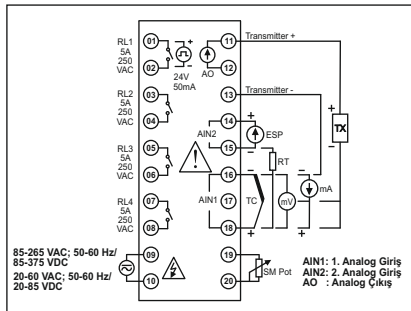 RL1
5A
250
VAC
01
02
24V
50mA
AO
11
12
Transmitter +
RL2
5A
250
VAC
03
04
13
14
Transmitter -
AIN2
ESP
RL3
5A
250
VAC
05
06
15
16
RT
TX
RL4
5A
250
VAC
07
08
AIN1
17
18
TC
mV
mA
85-265 VAC; 50-60 Hz/
85-375 VDC
20-60 VAC; 50-60 Hz/
20-85 VDC
09
10
19
20
SM Pot
AIN1: 1. Analog Giriş
AIN2: 2. Analog Giriş
AO : Analog Çıkış